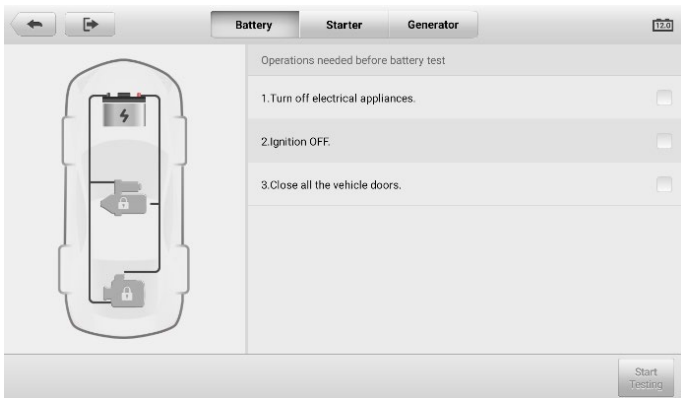 Battery Starter Generator
12.0
Operations needed before battery test
1.Turn off electrical appliances.
2.Ignition OFF.
3.Close all the vehicle doors.
Start
Testing